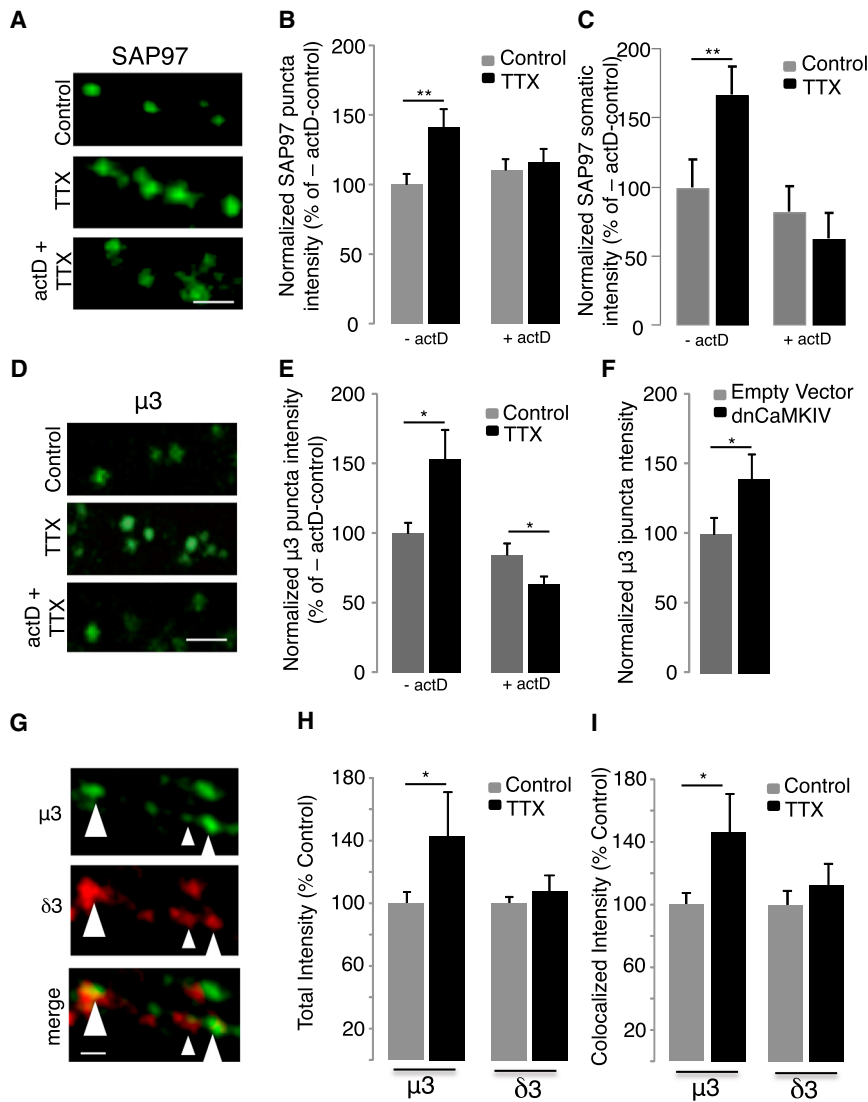 A
SAP97
Control
TTX
actD +
TTX
B
Normalized SAP97 puncta
intensity (% of – actD-control)
200
150
100
50
0
Control
TTX
**
- actD
+ actD
C
Normalized SAP97 somatic
intensity (% of – actD-control)
200
150
100
50
0
Control
TTX
**
- actD
+ actD
D
µ3
Control
TTX
actD +
TTX
E
Normalized µ3 puncta intensity
(% of – actD-control)
200
150
100
50
0
Control
TTX
*
*
- actD
+ actD
F
Normalized µ3 ipuncta ntensity
200
150
100
50
0
Empty Vector
dnCaMKIV
*
G
µ3
δ3
merge
H
Total Intensity (% Control)
180
140
100
60
20
Control
TTX
*
µ3
δ3
I
Colocalized Intensity (% Control)
180
140
100
60
20
Control
TTX
*
µ3
δ3